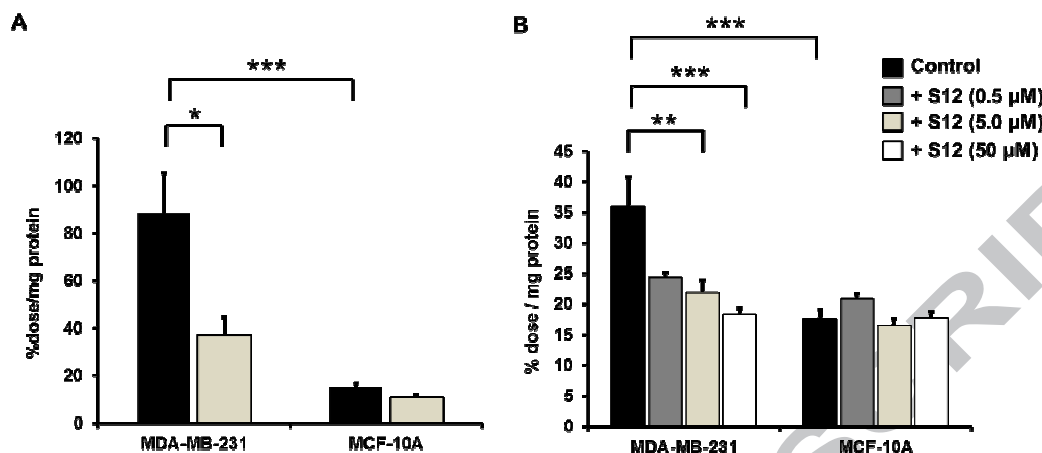 A
***
*
120
100
80
60
40
20
0
%dose/mg protein
MDA-MB-231 MCF-10A
B
***
***
**
Control
+ S12 (0.5 µM)
+ S12 (5.0 µM)
+ S12 (50 µM)
45
40
35
30
25
20
15
10
5
0
% dose / mg protein
MDA-MB-231 MCF-10A